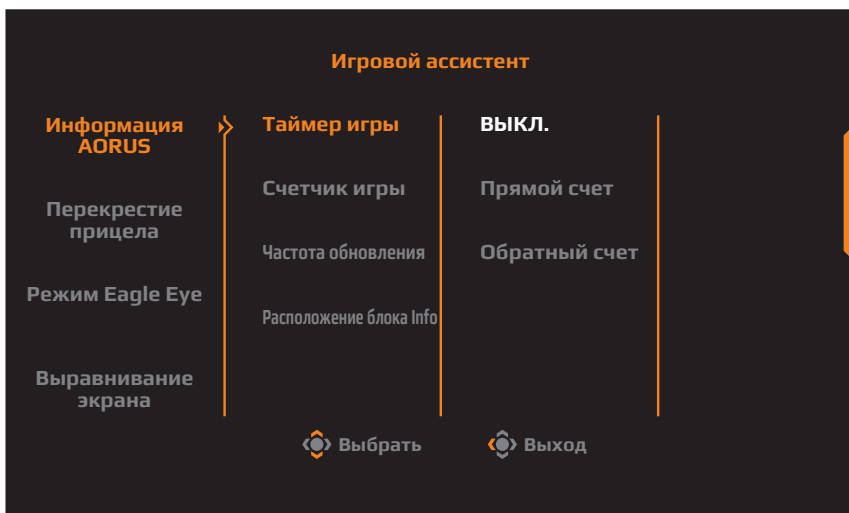 Игровой ассистент
Информация
AORUS
Перекрестие
прицела
Режим Eagle Eye
Выравнивание
экрана
Таймер игры
Счетчик игры
Частота обновления
Расположение блока Info
ВЫКЛ.
Прямой счет
Обратный счет
Выбрать
Выход